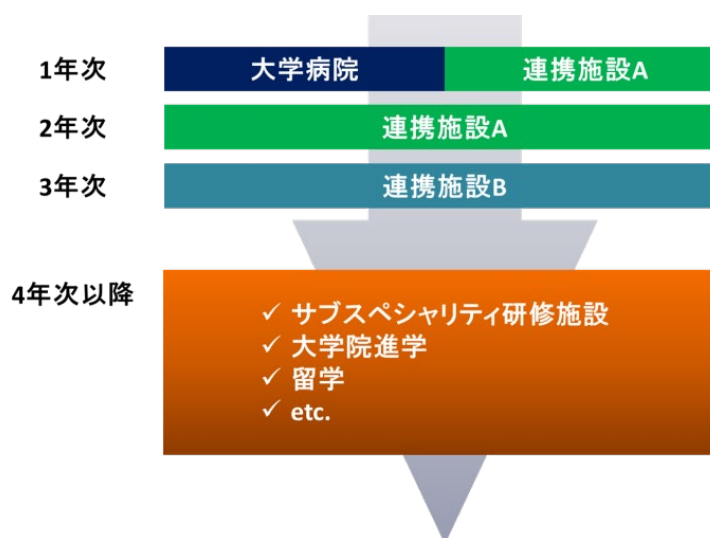 1年次 大学病院 連携施設A
2年次 連携施設A
3年次 連携施設B
4年次以降
✓ サブスペシャリティ研修施設
✓ 大学院進学
✓ 留学
✓ etc.